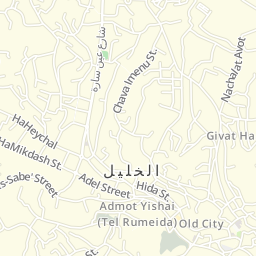 شارع عين سارة
Chava Imenu St.
Nachalat Avot
HaHeychal
HaMikdash St.
Givat Ha
الخليل
s-Sabe' Street
Adel Street
Hida St.
Admot Yishai
(Tel Rumeida)
Old City